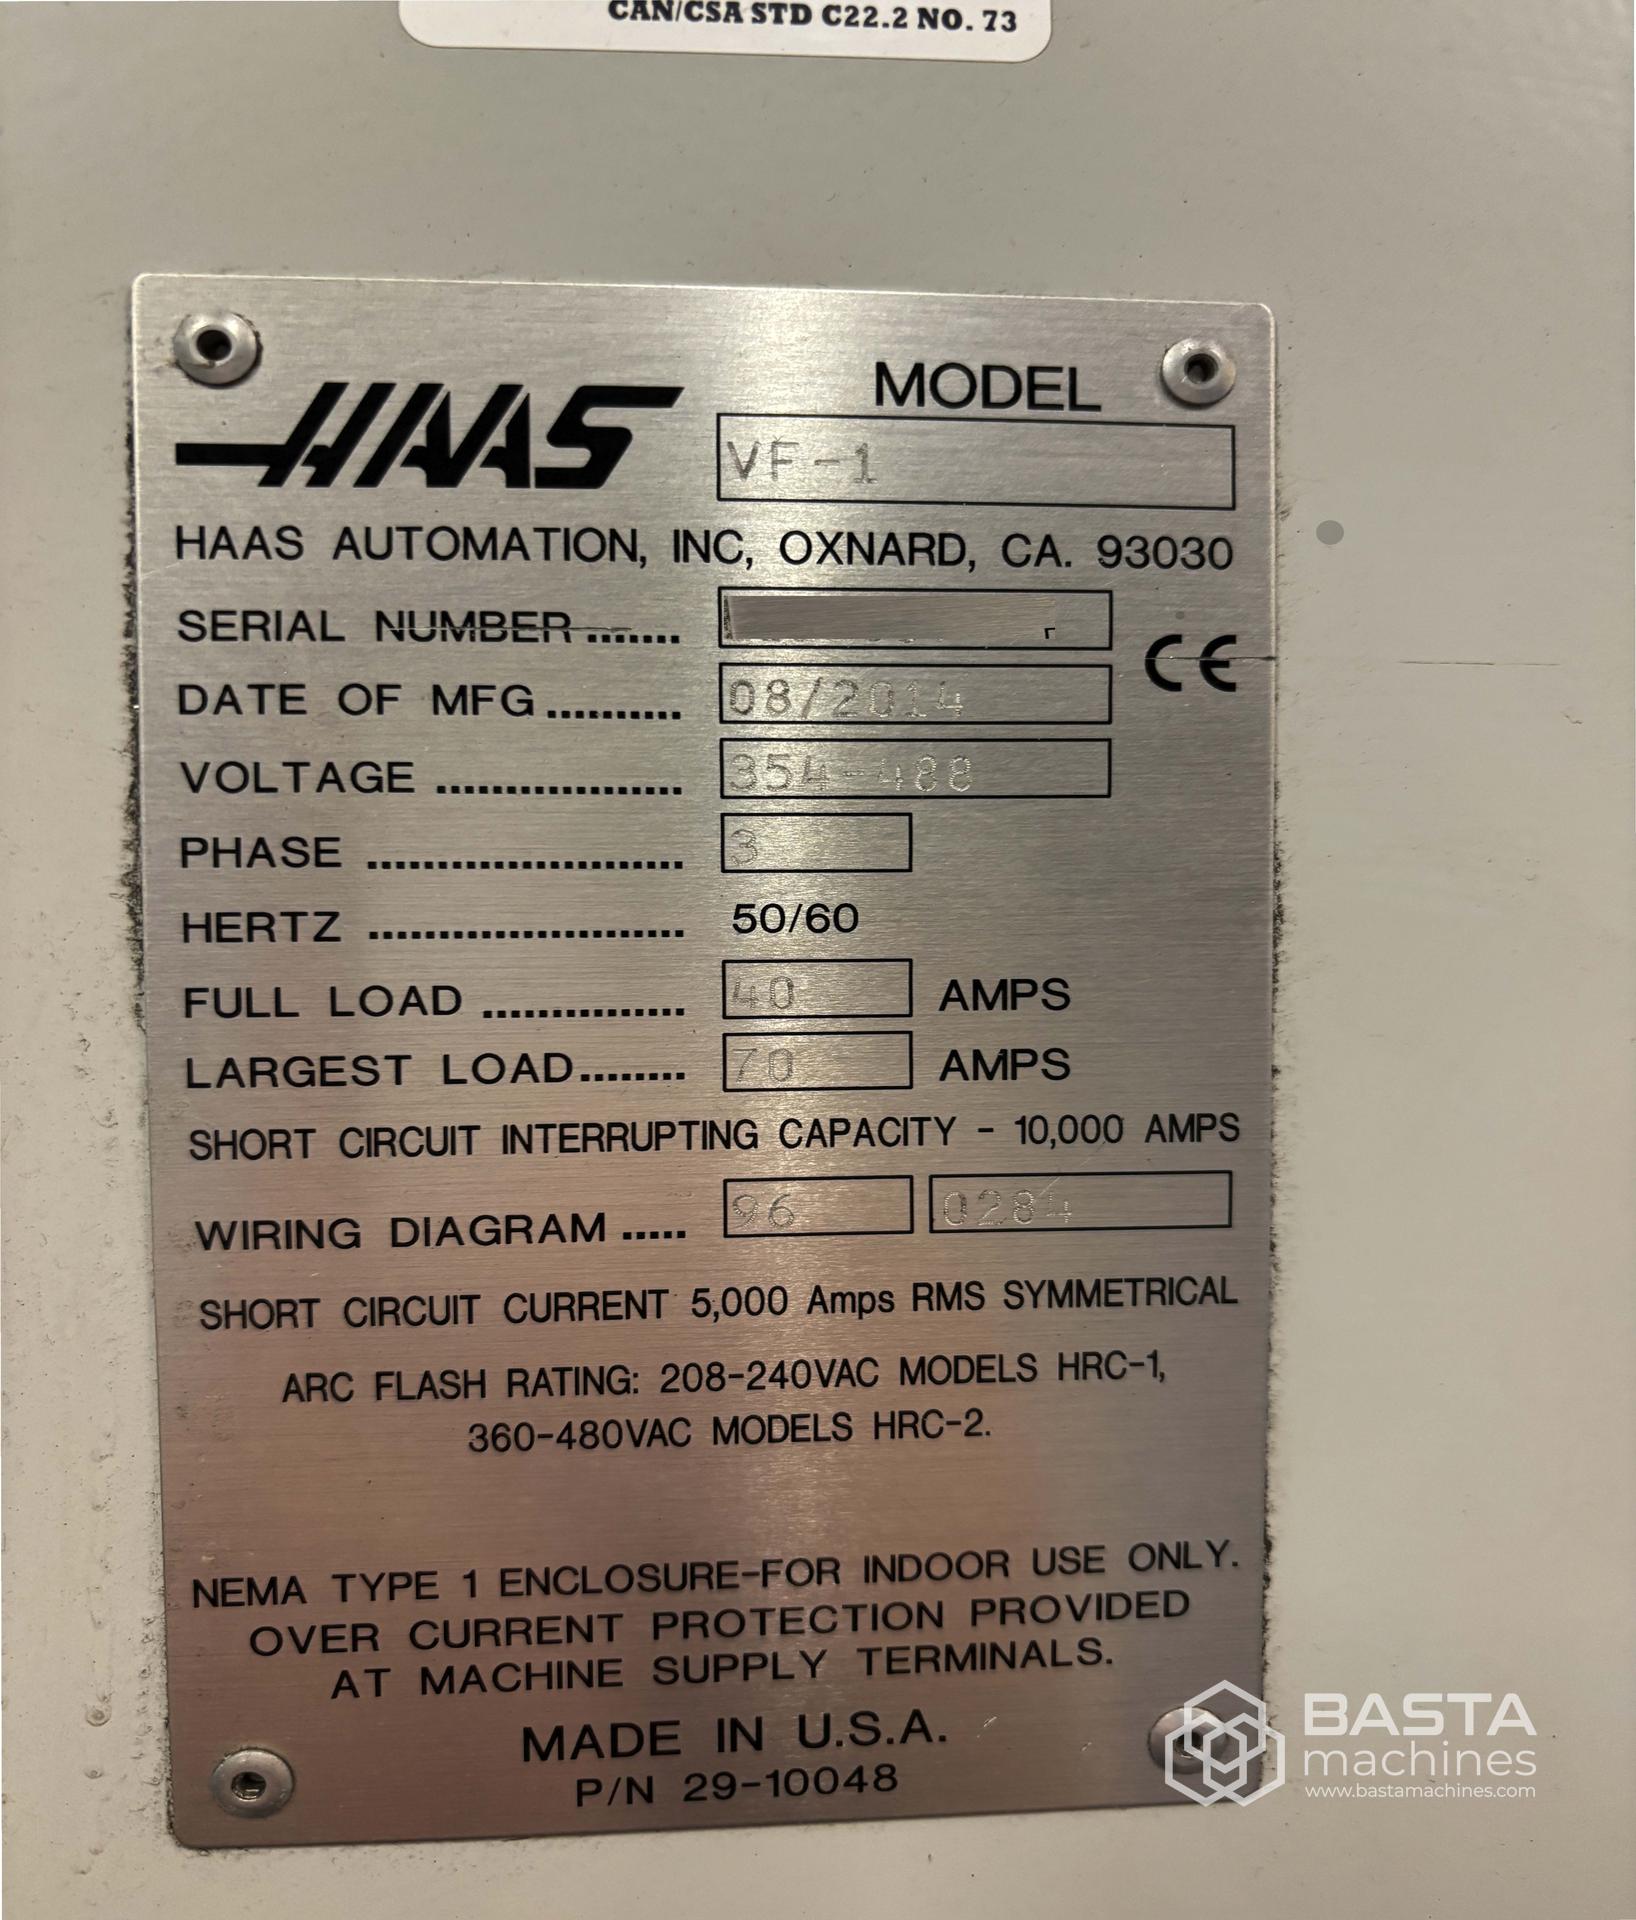 CAN/CSA STD C22.2 NO. 73
HAAS
MODEL
VF-1
HAAS AUTOMATION, INC, OXNARD, CA. 93030
SERIAL NUMBER .......
CE
DATE OF MFG .......... 08/2014
VOLTAGE .................. 354-488
PHASE ....................... 3
HERTZ ....................... 50/60
FULL LOAD ............... 40 AMPS
LARGEST LOAD ........ 70 AMPS
SHORT CIRCUIT INTERRUPTING CAPACITY - 10,000 AMPS
WIRING DIAGRAM ..... 96 0284
SHORT CIRCUIT CURRENT 5,000 Amps RMS SYMMETRICAL
ARC FLASH RATING: 208-240VAC MODELS HRC-1,
360-480VAC MODELS HRC-2.
NEMA TYPE 1 ENCLOSURE-FOR INDOOR USE ONLY.
OVER CURRENT PROTECTION PROVIDED
AT MACHINE SUPPLY TERMINALS.
MADE IN U.S.A.
P/N 29-10048
BASTA
machines
www.bastamachines.com